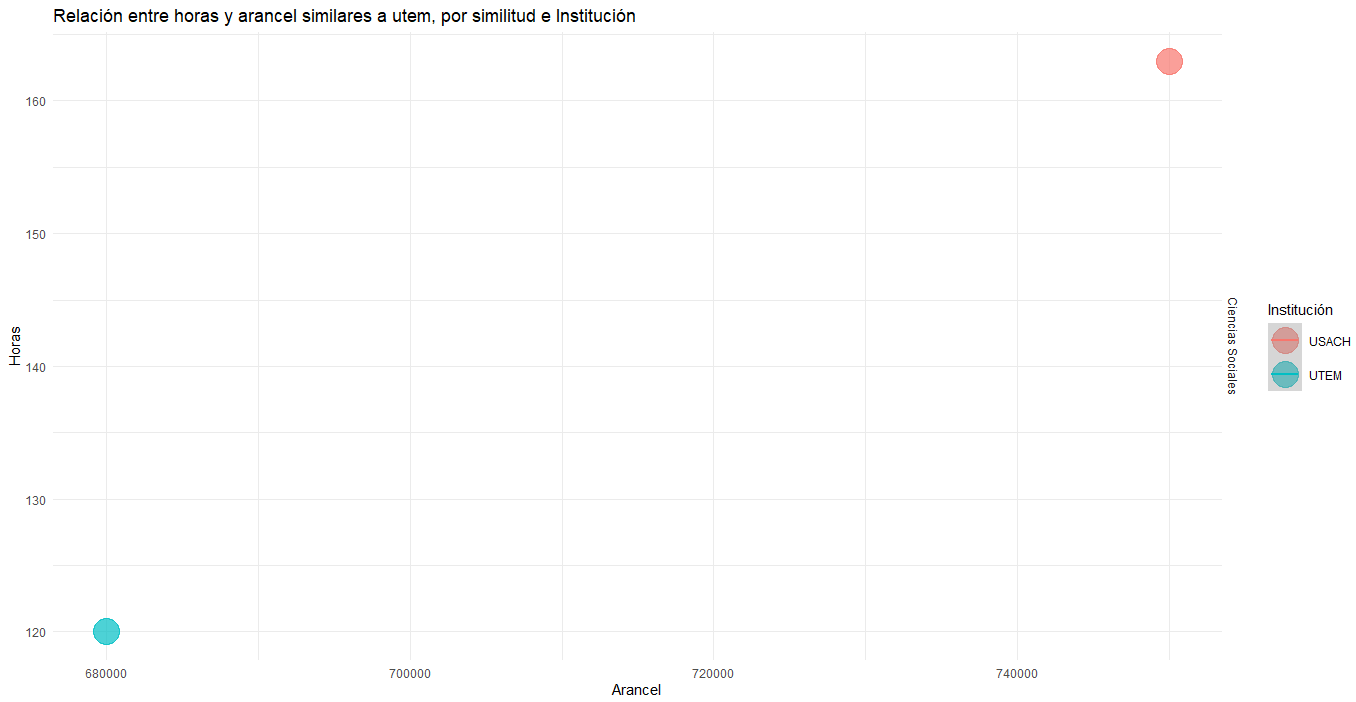 Relación entre horas y arancel similares a utem, por similitud e Institución
160
150
140
130
120
Horas
680000
700000
720000
740000
Arancel
Ciencias Sociales
Institución
USACH
UTEM